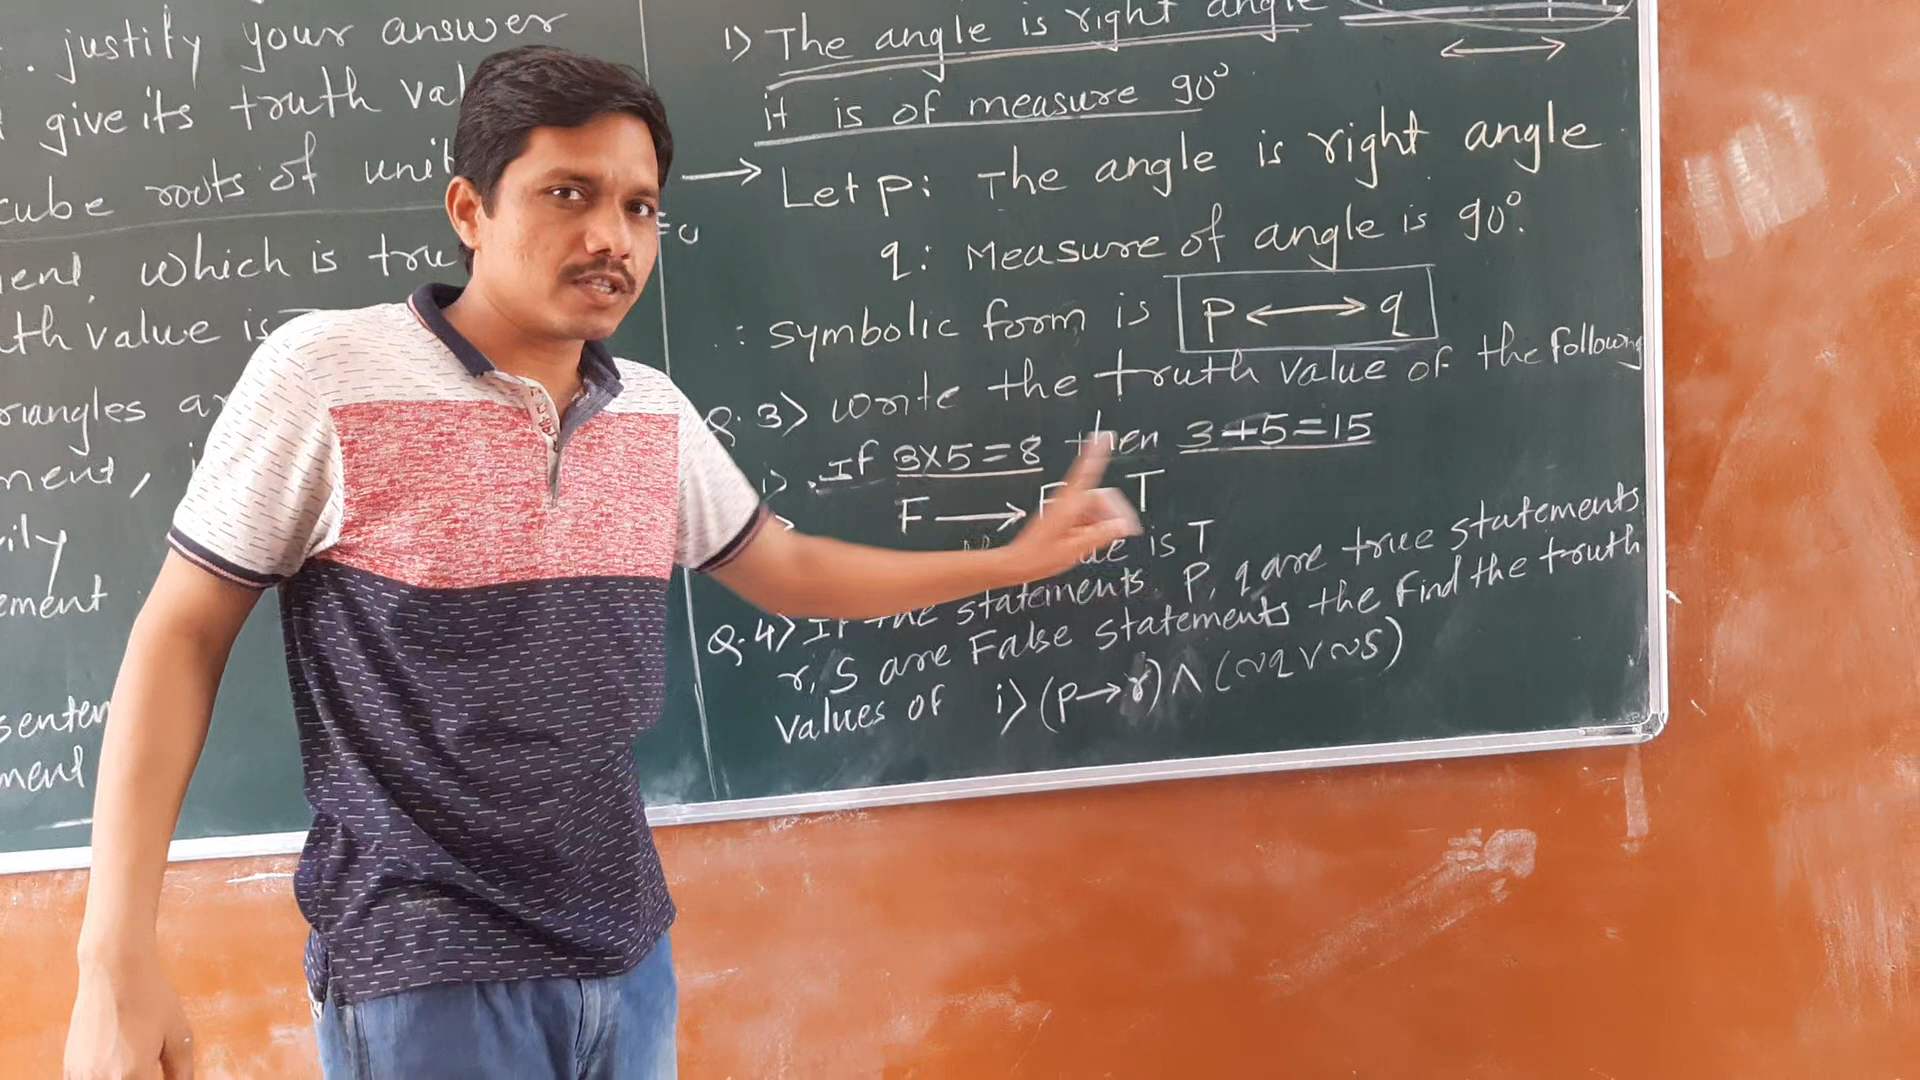 . justify your answer
give its truth val
cube roots of unit
which is tru
th value is
riangles a
ment,
ily
ement
senten
ment
1) The angle is right angle
it is of measure 90°
→ Let p: The angle is right angle
q: Measure of angle is 90°.
∴ symbolic form is p ⟷ q
Q.3) Write the truth value of the following
i) If 3x5=8 then 3+5=15
F → F T
is T
Q.4) If the statements P, q are true statements
r, S are False statements the find the truth
values of i) (p→r) ∧ (~q ∨ ~s)